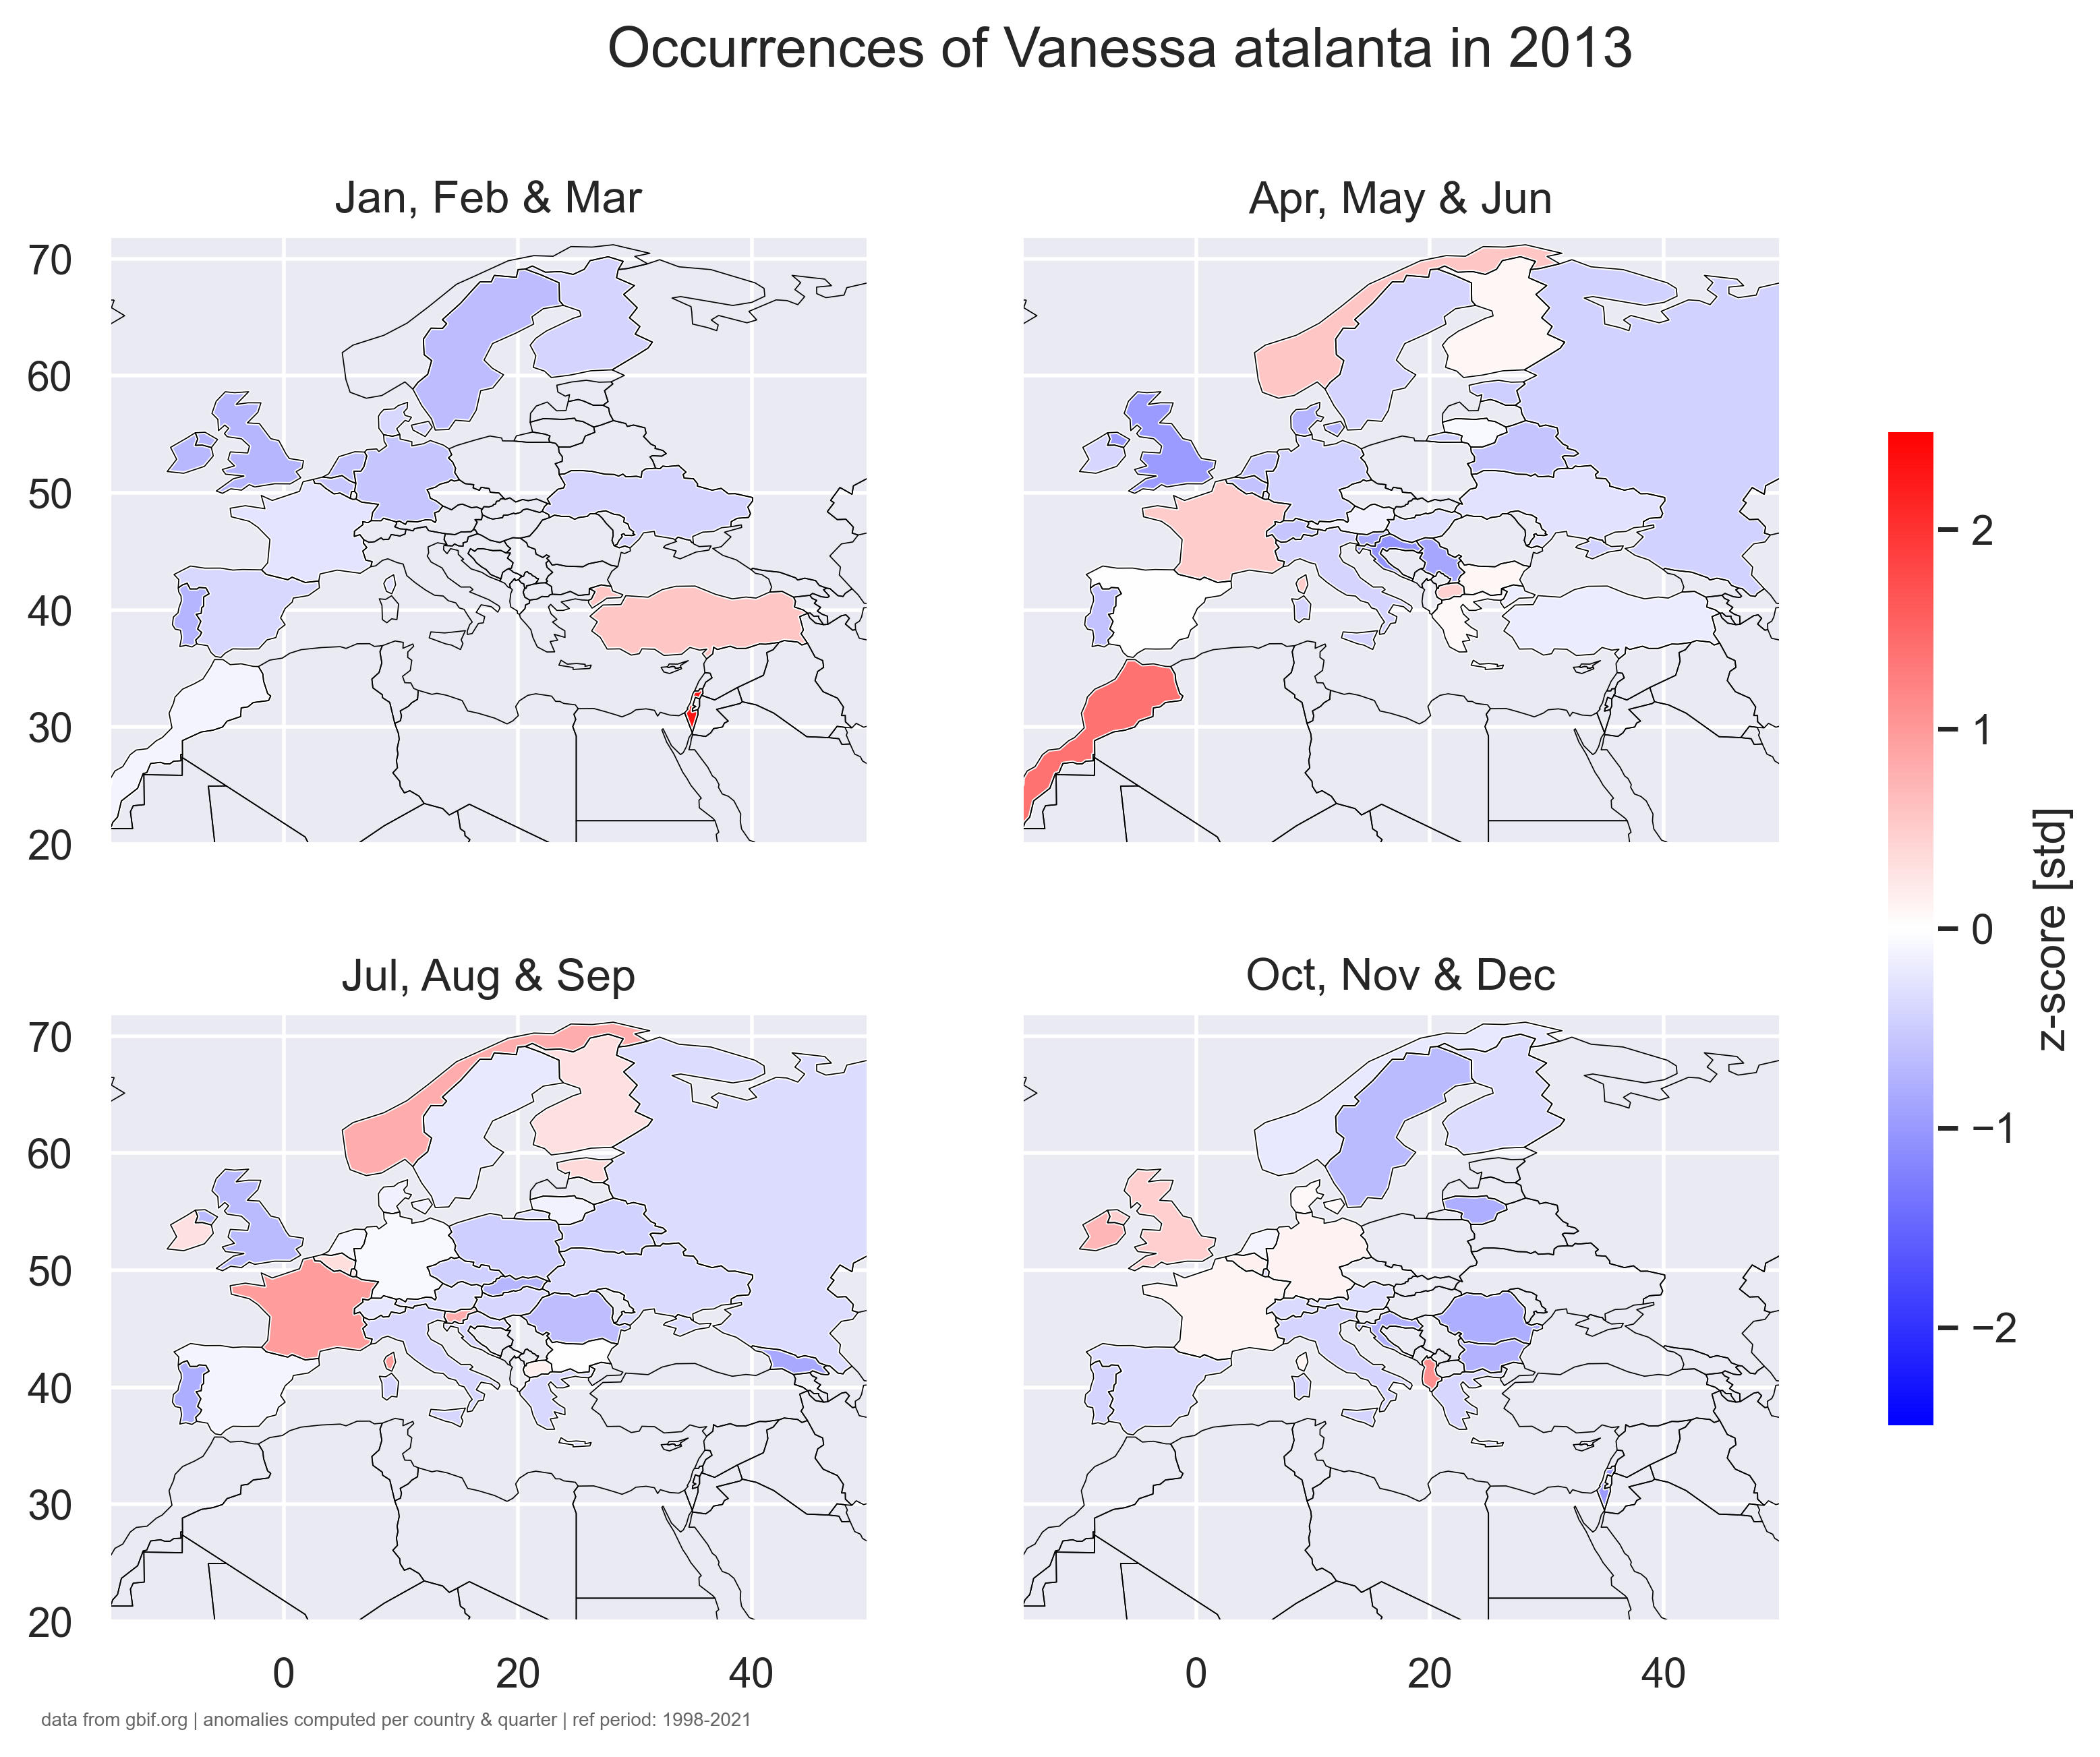 Occurrences of Vanessa atalanta in 2013
Jan, Feb & Mar
Apr, May & Jun
70
60
50
40
30
20
2
1
0
−1
−2
z-score [std]
Jul, Aug & Sep
Oct, Nov & Dec
70
60
50
40
30
20
0 20 40
0 20 40
data from gbif.org | anomalies computed per country & quarter | ref period: 1998-2021